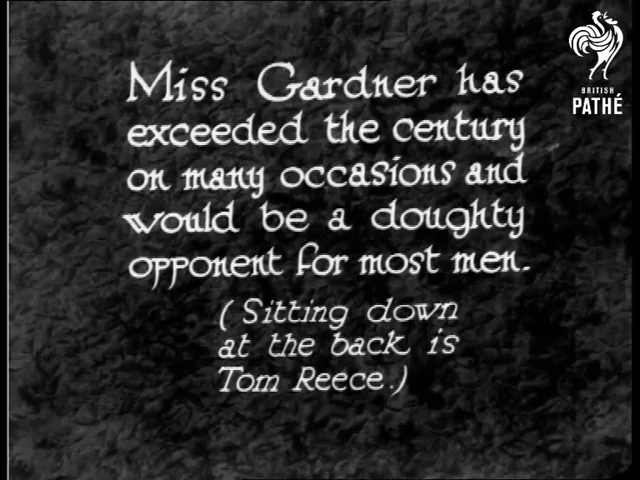 Miss Gardner has
exceeded the century
on many occasions and
would be a doughty
opponent for most men.
(Sitting down
at the back is
Tom Reece.)
BRITISH
PATHÉ